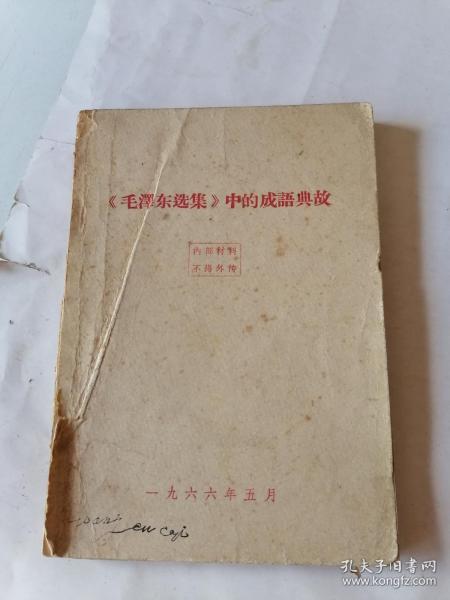 《毛澤东选集》中的成語典故
内部材料
不得外传
一九六六年五月
孔夫子旧书网
www.kongfz.com